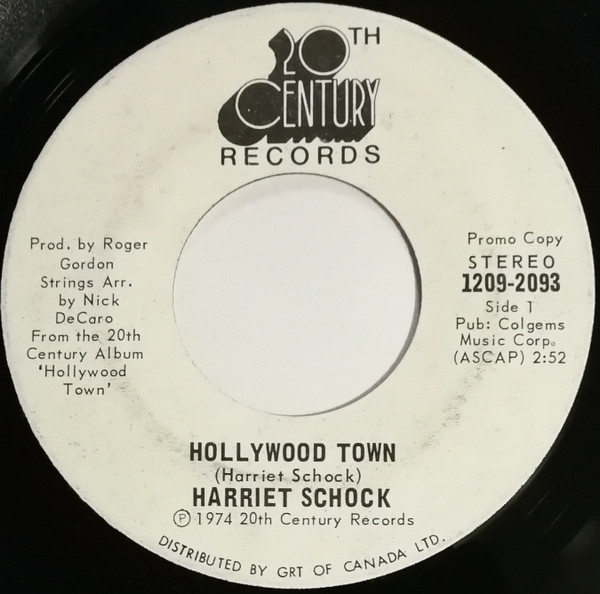 20TH
CENTURY
RECORDS
Prod. by Roger
Gordon
Strings Arr.
by Nick
DeCaro
From the 20th
Century Album
'Hollywood
Town'
Promo Copy
STEREO
1209-2093
Side 1
Pub: Colgems
Music Corp.
(ASCAP) 2:52
HOLLYWOOD TOWN
(Harriet Schock)
HARRIET SCHOCK
℗ 1974 20th Century Records
DISTRIBUTED BY GRT OF CANADA LTD.